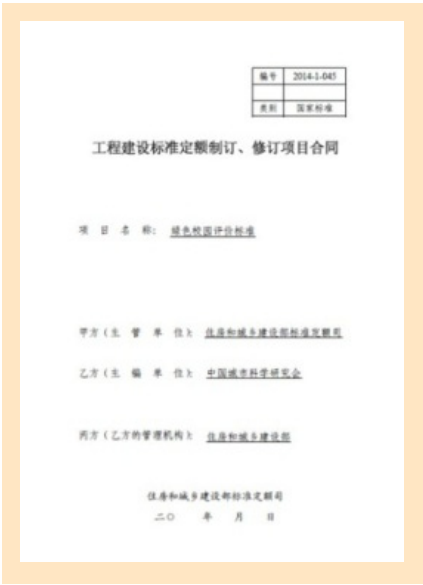 编号 2014-1-045
类别 国家标准
工程建设标准定额制订、修订项目合同
项 目 名 称: 绿色校园评价标准
甲方(主 管 单 位): 住房和城乡建设部标准定额司
乙方(主 编 单 位): 中国城市科学研究会
丙方(乙方的管理机构): 住房和城乡建设部
住房和城乡建设部标准定额司
二〇 年 月 日